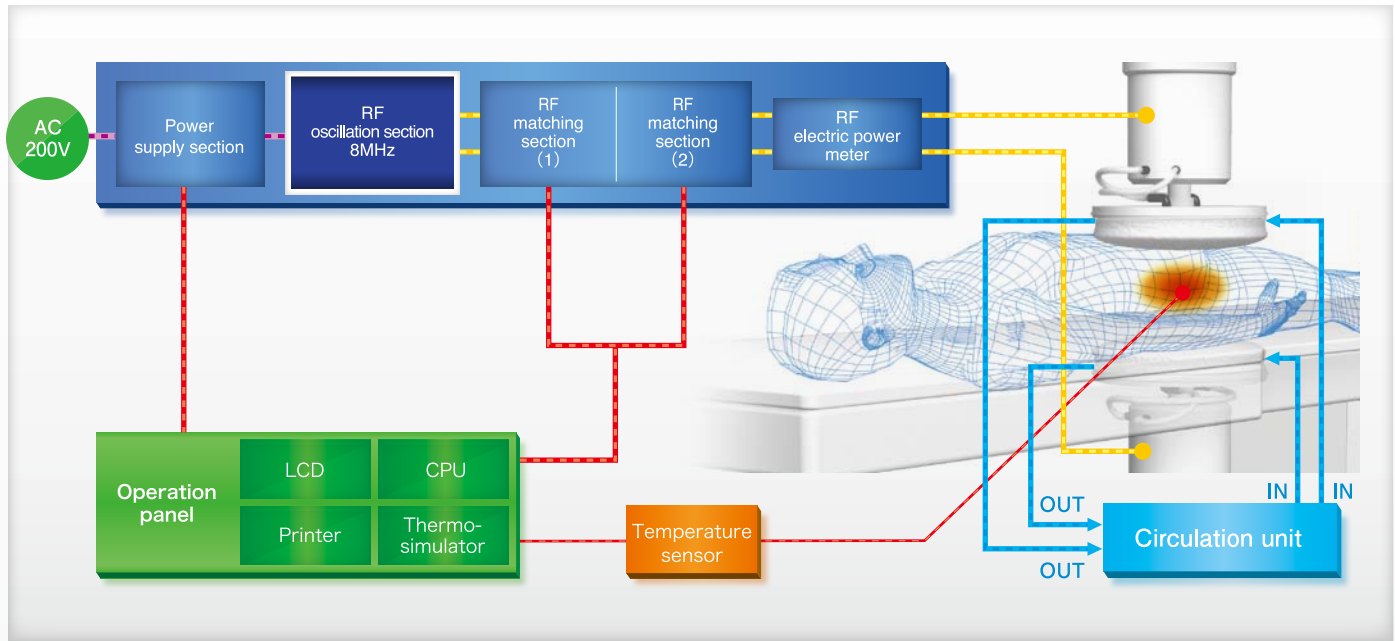 AC
200V
Power
supply section
RF
oscillation section
8MHz
RF
matching
section
(1)
RF
matching
section
(2)
RF
electric power
meter
Operation
panel
LCD
CPU
Printer
Thermo-
simulator
Temperature
sensor
OUT
OUT
IN
IN
Circulation unit